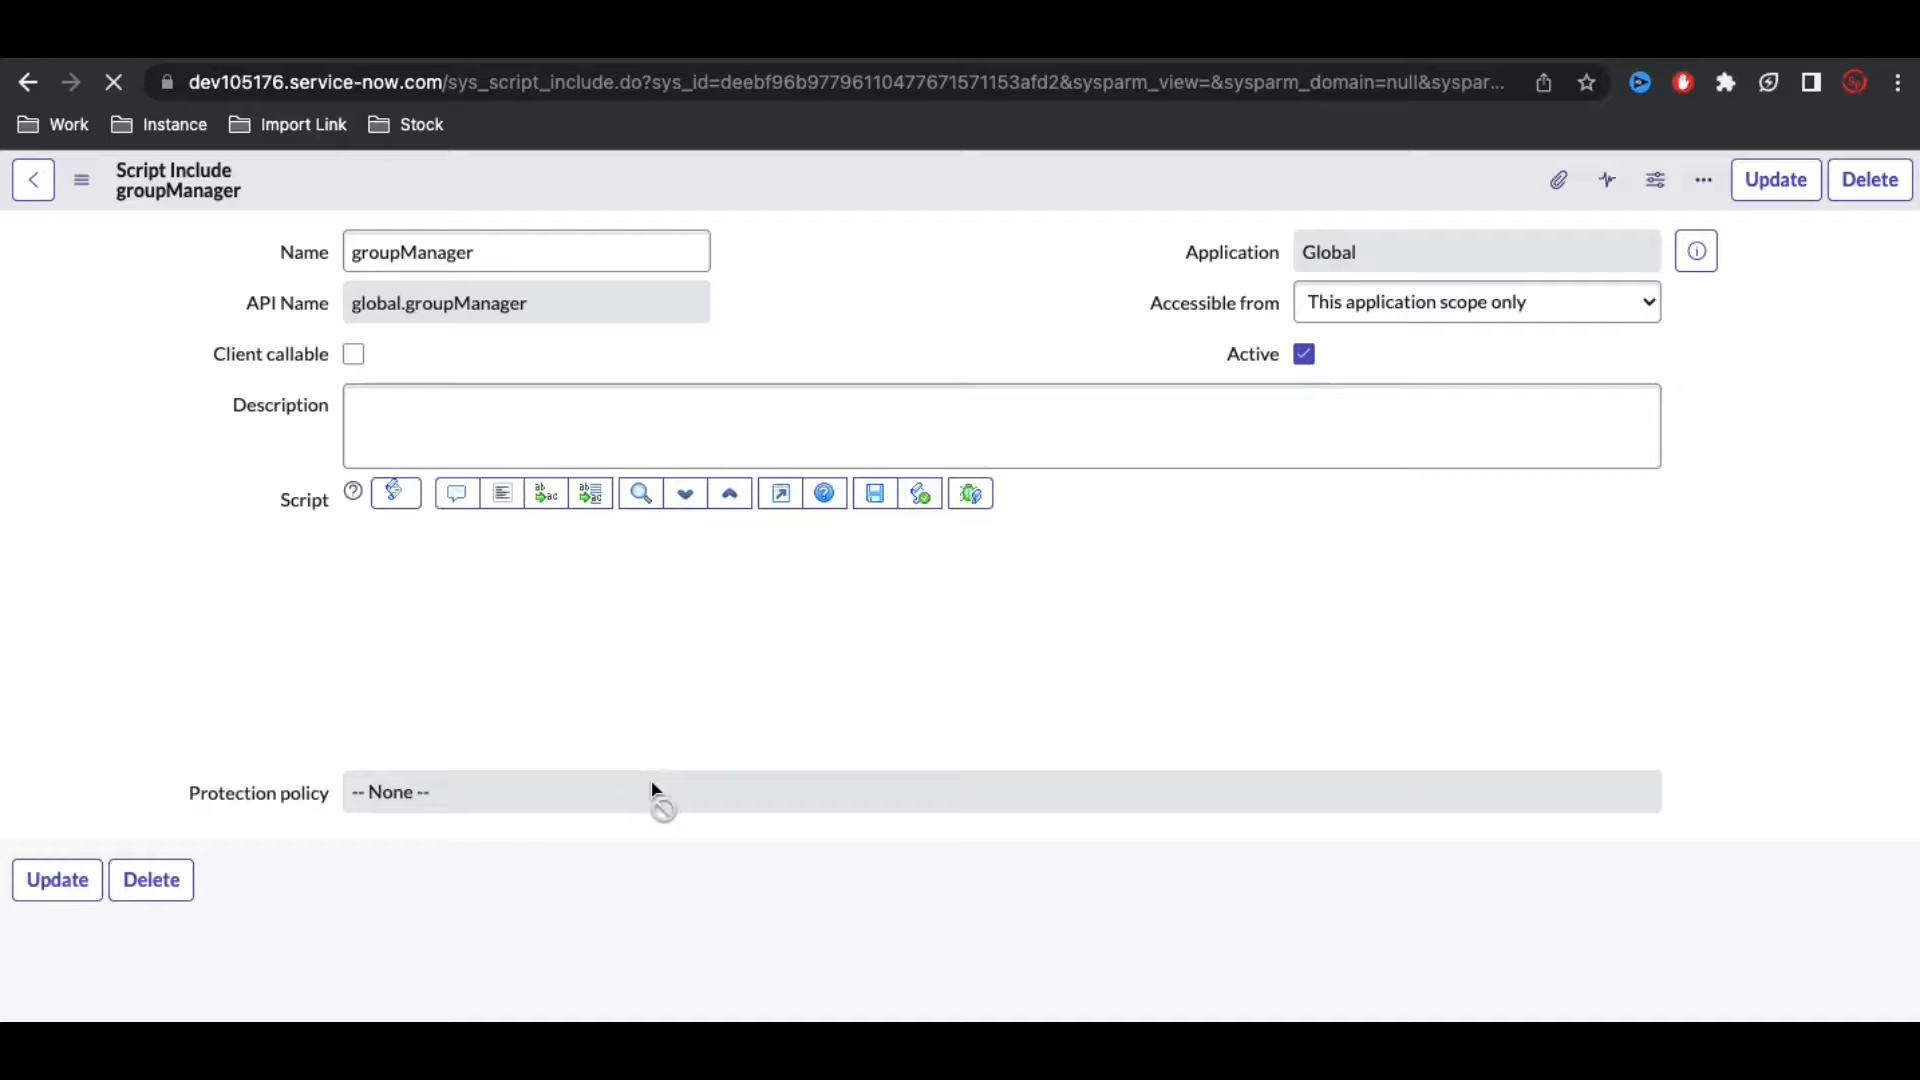 dev105176.service-now.com/sys_script_include.do?sys_id=deebf96b97796110477671571153afd2&sysparm_view=&sysparm_domain=null&syspar...
Work Instance Import Link Stock
Script Include
groupManager
Update Delete
Name groupManager Application Global
API Name global.groupManager Accessible from This application scope only
Client callable Active
Description
Script
Protection policy -- None --
Update Delete